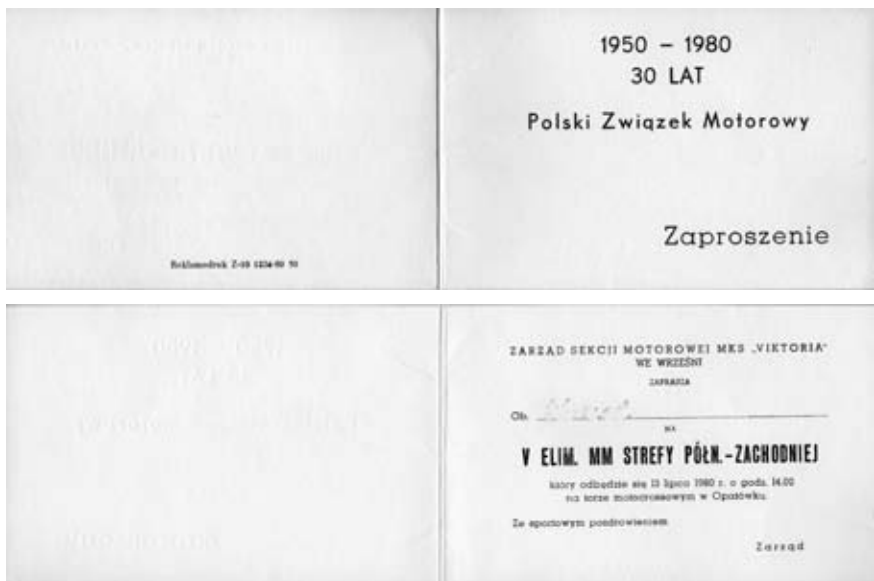 1950 – 1980
30 LAT
Polski Związek Motorowy
Zaproszenie
Reklamodruk
ZARZĄD SEKCJI MOTOROWEJ MKS „VIKTORIA”
WE WRZEŚNI
ZAPRASZA
Ob.
NA
V ELIM. MM STREFY PÓŁN.-ZACHODNIEJ
który odbędzie się 13 lipca 1980 r. o godz. 14.00
na torze motocrossowym w Opatówku.
Ze sportowym pozdrowieniem
Zarząd